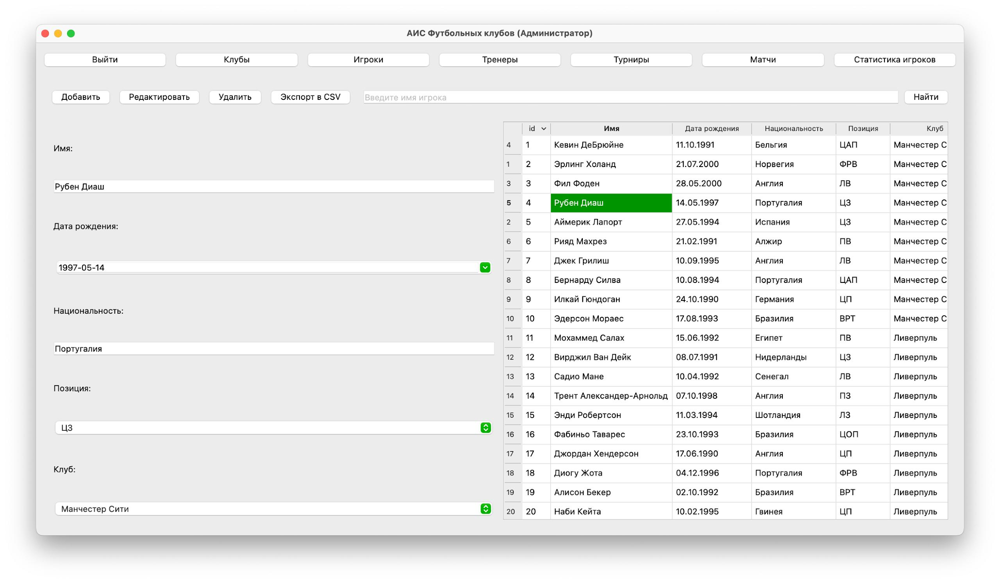 АИС Футбольных клубов (Администратор)
Выйти Клубы Игроки Тренеры Турниры Матчи Статистика игроков
Добавить Редактировать Удалить Экспорт в CSV Введите имя игрока Найти
Имя:
Рубен Диаш
Дата рождения:
1997-05-14
Национальность:
Португалия
Позиция:
ЦЗ
Клуб:
Манчестер Сити
id Имя Дата рождения Национальность Позиция Клуб
4 1 Кевин ДеБрюйне 11.10.1991 Бельгия ЦАП Манчестер С
1 2 Эрлинг Холанд 21.07.2000 Норвегия ФРВ Манчестер С
3 3 Фил Фоден 28.05.2000 Англия ЛВ Манчестер С
5 4 Рубен Диаш 14.05.1997 Португалия ЦЗ Манчестер С
2 5 Аймерик Лапорт 27.05.1994 Испания ЦЗ Манчестер С
6 6 Рияд Махрез 21.02.1991 Алжир ПВ Манчестер С
7 7 Джек Грилиш 10.09.1995 Англия ЛВ Манчестер С
8 8 Бернарду Силва 10.08.1994 Португалия ЦАП Манчестер С
9 9 Илкай Гюндоган 24.10.1990 Германия ЦП Манчестер С
10 10 Эдерсон Мораес 17.08.1993 Бразилия ВРТ Манчестер С
11 11 Мохаммед Салах 15.06.1992 Египет ПВ Ливерпуль
12 12 Вирджил Ван Дейк 08.07.1991 Нидерланды ЦЗ Ливерпуль
13 13 Садио Мане 10.04.1992 Сенегал ЛВ Ливерпуль
14 14 Трент Александер-Арнольд 07.10.1998 Англия ПЗ Ливерпуль
15 15 Энди Робертсон 11.03.1994 Шотландия ЛЗ Ливерпуль
16 16 Фабиньо Таварес 23.10.1993 Бразилия ЦОП Ливерпуль
17 17 Джордан Хендерсон 17.06.1990 Англия ЦП Ливерпуль
18 18 Диогу Жота 04.12.1996 Португалия ФРВ Ливерпуль
19 19 Алисон Бекер 02.10.1992 Бразилия ВРТ Ливерпуль
20 20 Наби Кейта 10.02.1995 Гвинея ЦП Ливерпуль